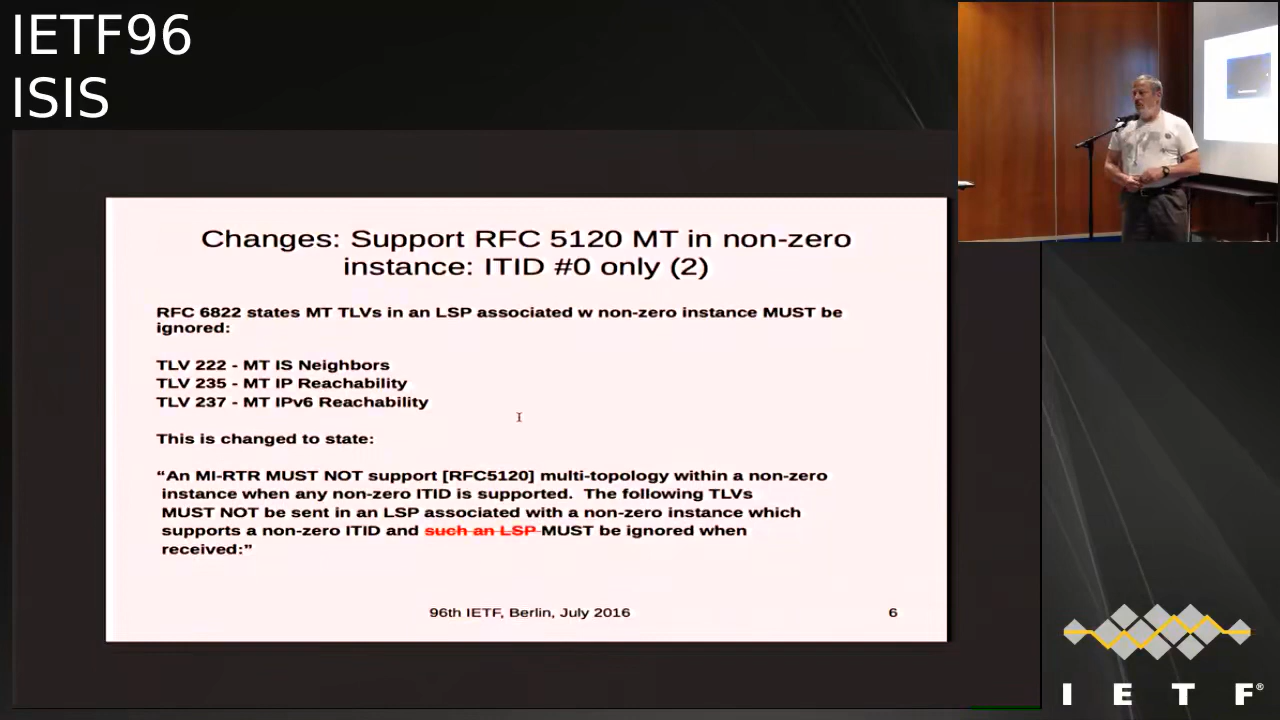 IETF96
ISIS
Changes: Support RFC 5120 MT in non-zero
instance: ITID #0 only (2)
RFC 6822 states MT TLVs in an LSP associated w non-zero instance MUST be
ignored:
TLV 222 - MT IS Neighbors
TLV 235 - MT IP Reachability
TLV 237 - MT IPv6 Reachability
This is changed to state:
“An MI-RTR MUST NOT support [RFC5120] multi-topology within a non-zero
instance when any non-zero ITID is supported.  The following TLVs
MUST NOT be sent in an LSP associated with a non-zero instance which
supports a non-zero ITID and such an LSP MUST be ignored when
received:”
96th IETF, Berlin, July 2016
6
I E T F®